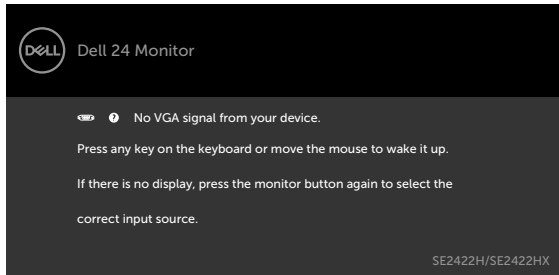 DELL
Dell 24 Monitor
? No VGA signal from your device.
Press any key on the keyboard or move the mouse to wake it up.
If there is no display, press the monitor button again to select the
correct input source.
SE2422H/SE2422HX